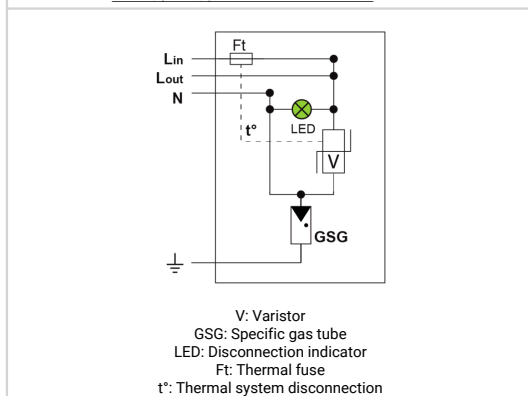 Ft
Lin
Lout
N
LED
t°
V
GSG
V: Varistor
GSG: Specific gas tube
LED: Disconnection indicator
Ft: Thermal fuse
t°: Thermal system disconnection